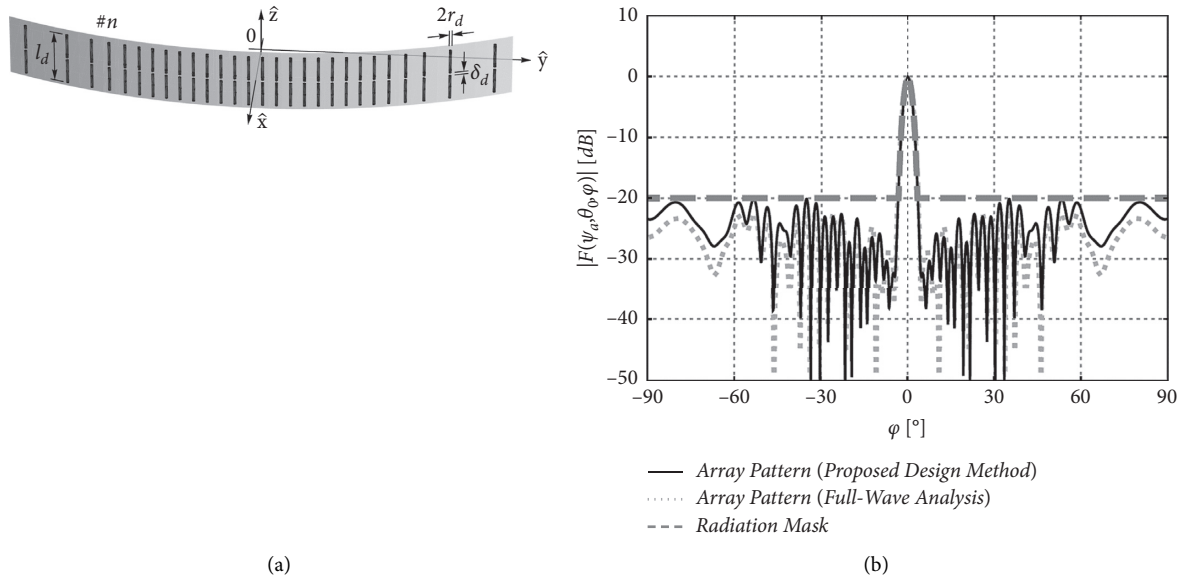 #n
ẑ
2r_d
0
l_d
ŷ
δ_d
x̂
(a)
|F(ψ_a,θ_0,φ)| [dB]
10
0
−10
−20
−30
−40
−50
−90
−60
−30
0
30
60
90
φ [°]
Array Pattern (Proposed Design Method)
Array Pattern (Full-Wave Analysis)
Radiation Mask
(b)